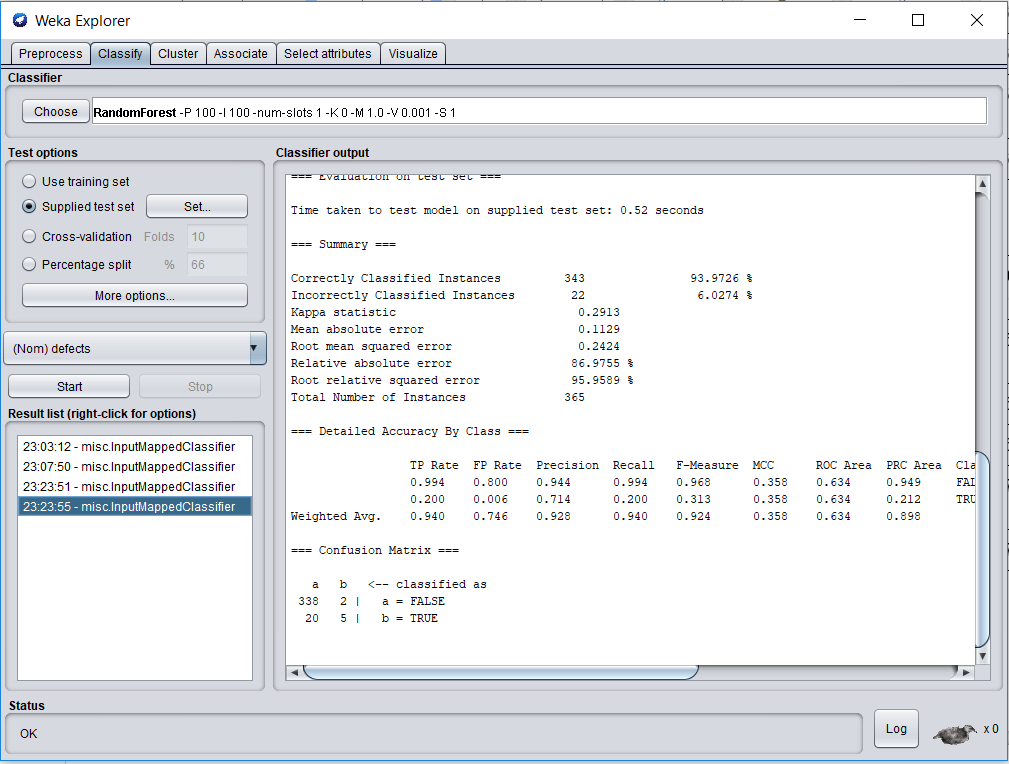 Weka Explorer
Preprocess Classify Cluster Associate Select attributes Visualize
Classifier
Choose RandomForest -P 100 -I 100 -num-slots 1 -K 0 -M 1.0 -V 0.001 -S 1
Test options
Use training set
Supplied test set Set...
Cross-validation Folds 10
Percentage split % 66
More options...
(Nom) defects
Start Stop
Result list (right-click for options)
23:03:12 - misc.InputMappedClassifier
23:07:50 - misc.InputMappedClassifier
23:23:51 - misc.InputMappedClassifier
23:23:55 - misc.InputMappedClassifier
Classifier output
=== Evaluation on test set ===
Time taken to test model on supplied test set: 0.52 seconds
=== Summary ===
Correctly Classified Instances 343 93.9726 %
Incorrectly Classified Instances 22 6.0274 %
Kappa statistic 0.2913
Mean absolute error 0.1129
Root mean squared error 0.2424
Relative absolute error 86.9755 %
Root relative squared error 95.9589 %
Total Number of Instances 365
=== Detailed Accuracy By Class ===
TP Rate FP Rate Precision Recall F-Measure MCC ROC Area PRC Area Cla
0.994 0.800 0.944 0.994 0.968 0.358 0.634 0.949 FAL
0.200 0.006 0.714 0.200 0.313 0.358 0.634 0.212 TRU
Weighted Avg. 0.940 0.746 0.928 0.940 0.924 0.358 0.634 0.898
=== Confusion Matrix ===
a b <-- classified as
338 2 | a = FALSE
20 5 | b = TRUE
Status
OK
Log x 0